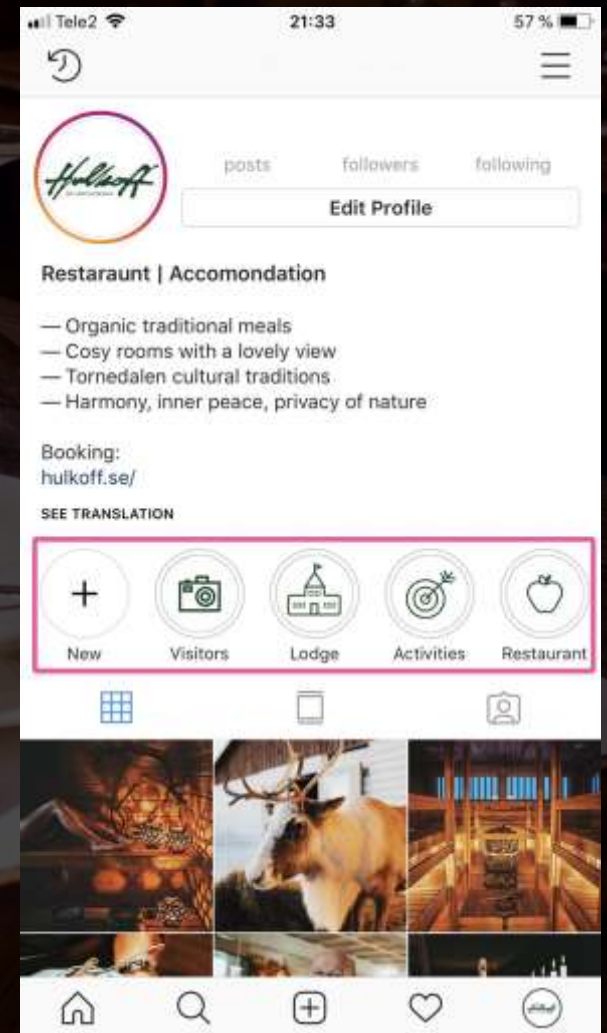 Tele2 21:33 57 %
Hulkoff
posts followers following
Edit Profile
Restaraunt | Accomondation
— Organic traditional meals
— Cosy rooms with a lovely view
— Tornedalen cultural traditions
— Harmony, inner peace, privacy of nature
Booking:
hulkoff.se/
SEE TRANSLATION
New Visitors Lodge Activities Restaurant
Hulkoff